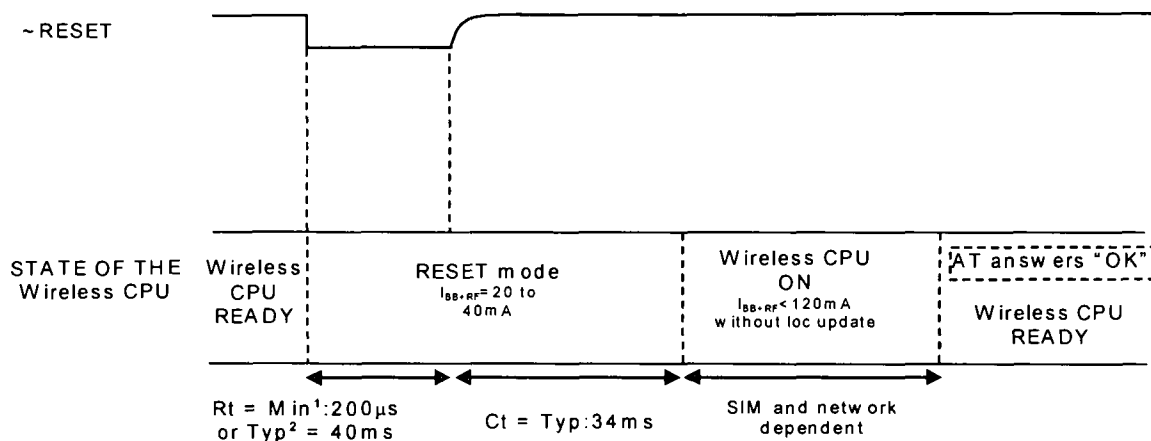 ~RESET
STATE OF THE
Wireless CPU
Wireless
CPU
READY
RESET mode
I_BB+RF = 20 to
40mA
Wireless CPU
ON
I_BB+RF < 120mA
without loc update
AT answers “OK”
Wireless CPU
READY
Rt = Min¹:200µs
or Typ² = 40ms
Ct = Typ:34ms
SIM and network
dependent